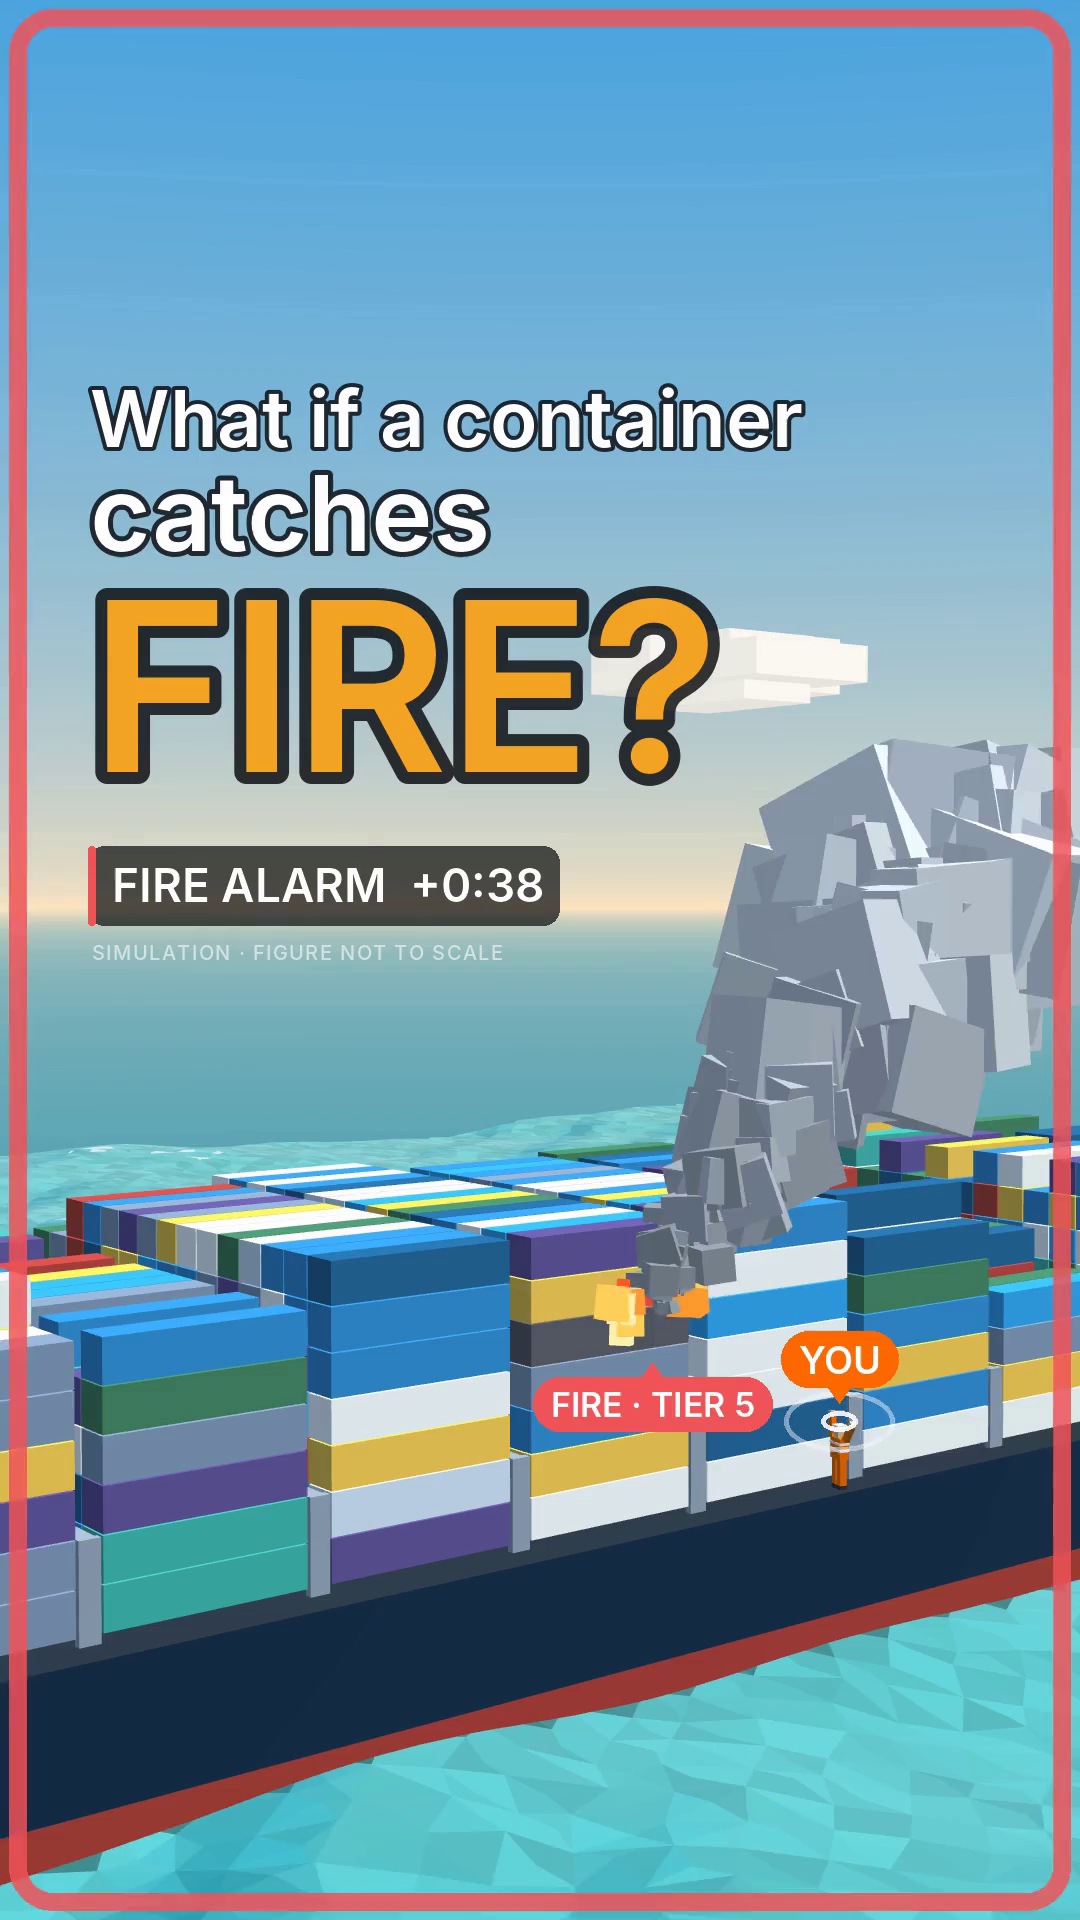 What if a container
catches
FIRE?
FIRE ALARM +0:38
SIMULATION · FIGURE NOT TO SCALE
YOU
FIRE · TIER 5